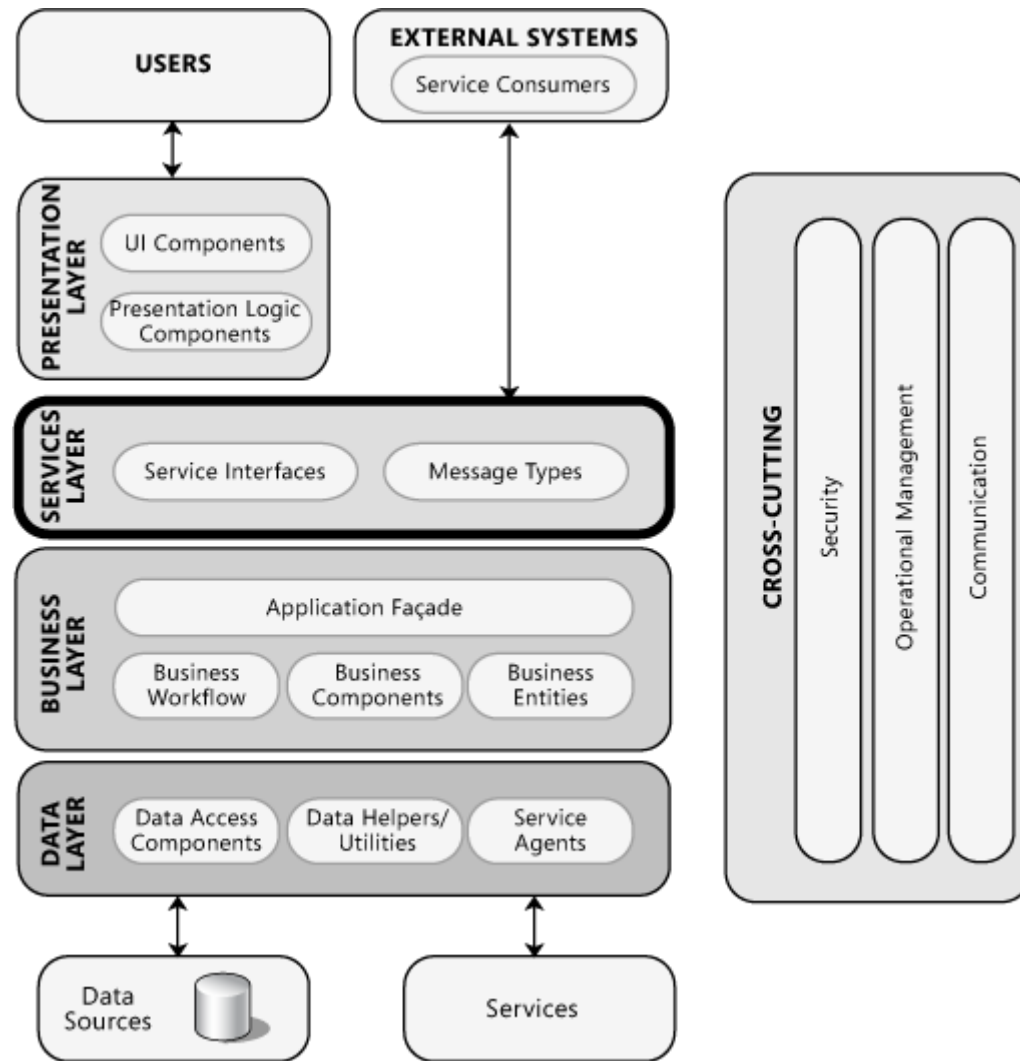 USERS
EXTERNAL SYSTEMS
Service Consumers
PRESENTATION
LAYER
UI Components
Presentation Logic
Components
SERVICES
LAYER
Service Interfaces
Message Types
BUSINESS
LAYER
Application Façade
Business
Workflow
Business
Components
Business
Entities
DATA
LAYER
Data Access
Components
Data Helpers/
Utilities
Service
Agents
Data
Sources
Services
CROSS-CUTTING
Security
Operational Management
Communication